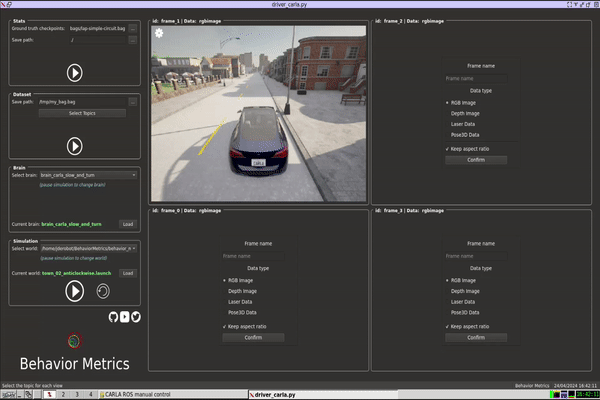 driver_carla.py
Stats
Ground truth checkpoints:
bagu/lap-simple-circuit.bag
...
Save path:
./
...
Dataset
Save path:
/tmp/my_bag.bag
...
Select Topics
Brain
Select brain:
brain_carla_slow_and_turn
(pause simulation to change brain)
Current brain: brain_carla_slow_and_turn
Load
Simulation
Select world:
/home/jderobot/BehaviorMetrics/behavior_m
(pause simulation to change world)
Current world: town_02_anticlockwise.launch
Load
Behavior Metrics
id: frame_1 | Data: rgbimage
id: frame_2 | Data: rgbimage
Frame name
Frame name
Data type
RGB Image
Depth Image
Laser Data
Pose3D Data
Keep aspect ratio
Confirm
id: frame_0 | Data: rgbimage
Frame name
Frame name
Data type
RGB Image
Depth Image
Laser Data
Pose3D Data
Keep aspect ratio
Confirm
id: frame_3 | Data: rgbimage
Frame name
Frame name
Data type
RGB Image
Depth Image
Laser Data
Pose3D Data
Keep aspect ratio
Confirm
Select the topic for each view
Behavior Metrics
24/04/2024 16:42:11
1 2 3 4
CARLA ROS manual control
driver_carla.py
16:42:11